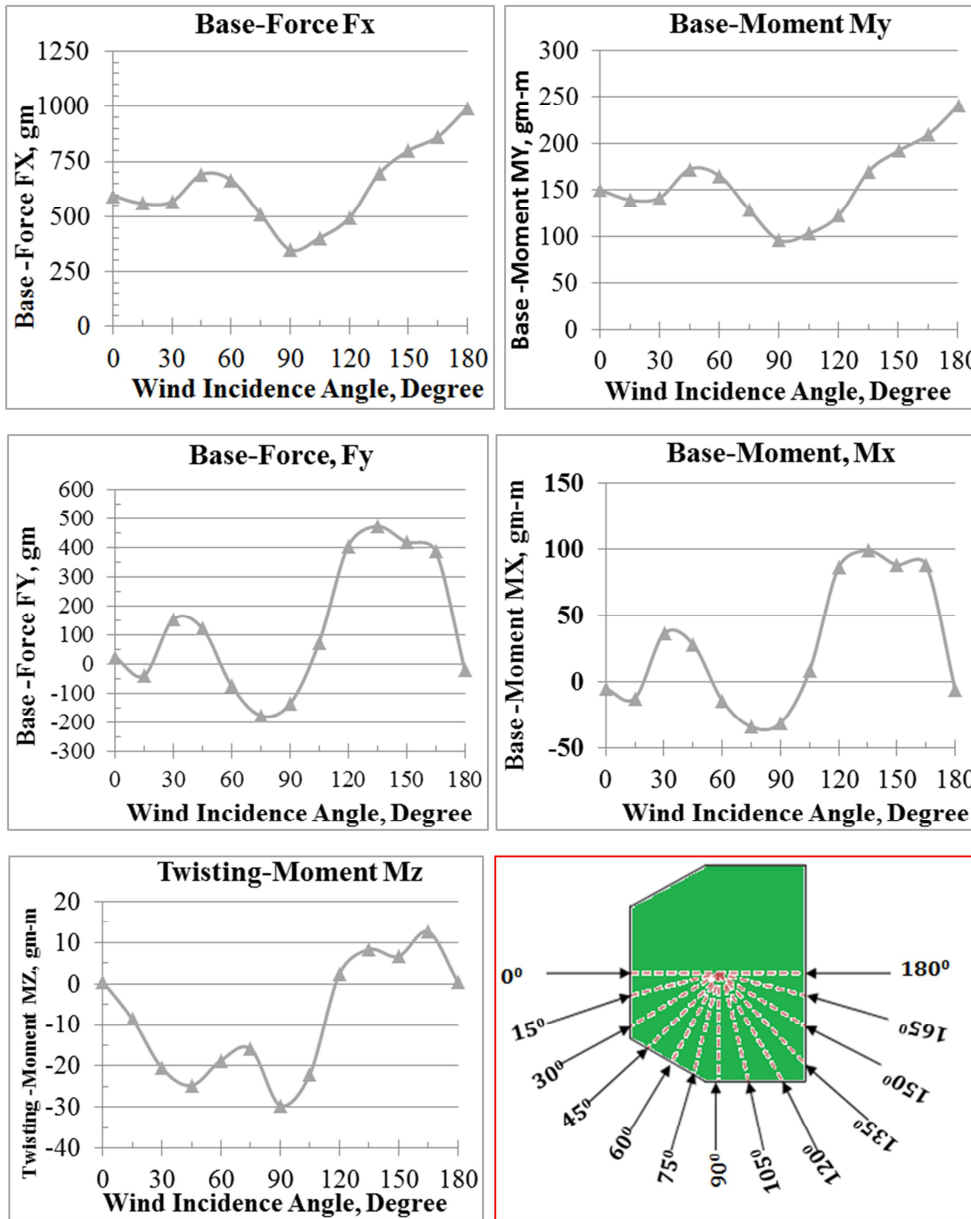 Base-Force Fx
Base -Force FX, gm
1250
1000
750
500
250
0
0 30 60 90 120 150 180
Wind Incidence Angle, Degree
Base-Moment My
Base -Moment MY, gm-m
300
250
200
150
100
50
0
0 30 60 90 120 150 180
Wind Incidence Angle, Degree
Base-Force, Fy
Base -Force FY, gm
600
500
400
300
200
100
0
-100
-200
-300
0 30 60 90 120 150 180
Wind Incidence Angle, Degree
Base-Moment, Mx
Base -Moment MX, gm-m
150
100
50
0
-50
0 30 60 90 120 150 180
Wind Incidence Angle, Degree
Twisting-Moment Mz
Twisting -Moment MZ, gm-m
20
10
0
-10
-20
-30
-40
0 30 60 90 120 150 180
Wind Incidence Angle, Degree
0⁰
15⁰
30⁰
45⁰
60⁰
75⁰
90⁰
105⁰
120⁰
135⁰
150⁰
165⁰
180⁰